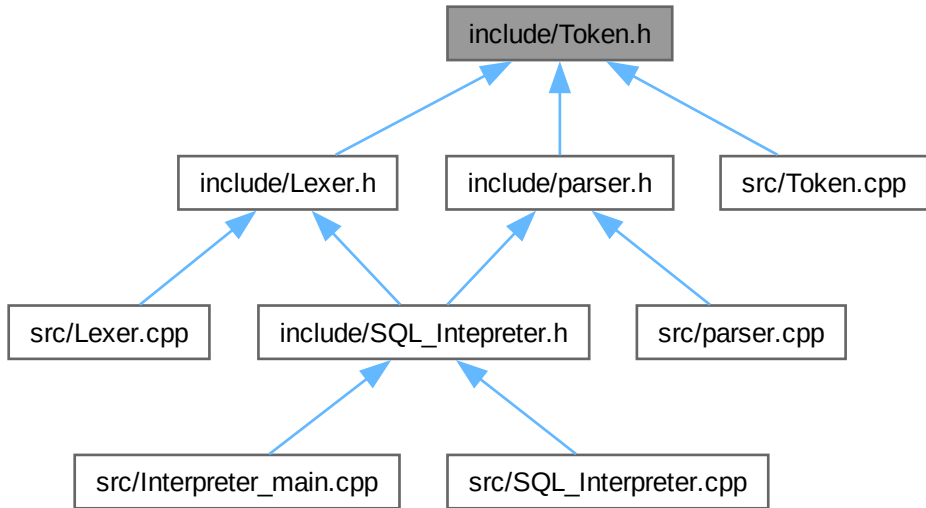 include/Token.h
include/Lexer.h
include/parser.h
src/Token.cpp
src/Lexer.cpp
include/SQL_Intepreter.h
src/parser.cpp
src/Interpreter_main.cpp
src/SQL_Interpreter.cpp